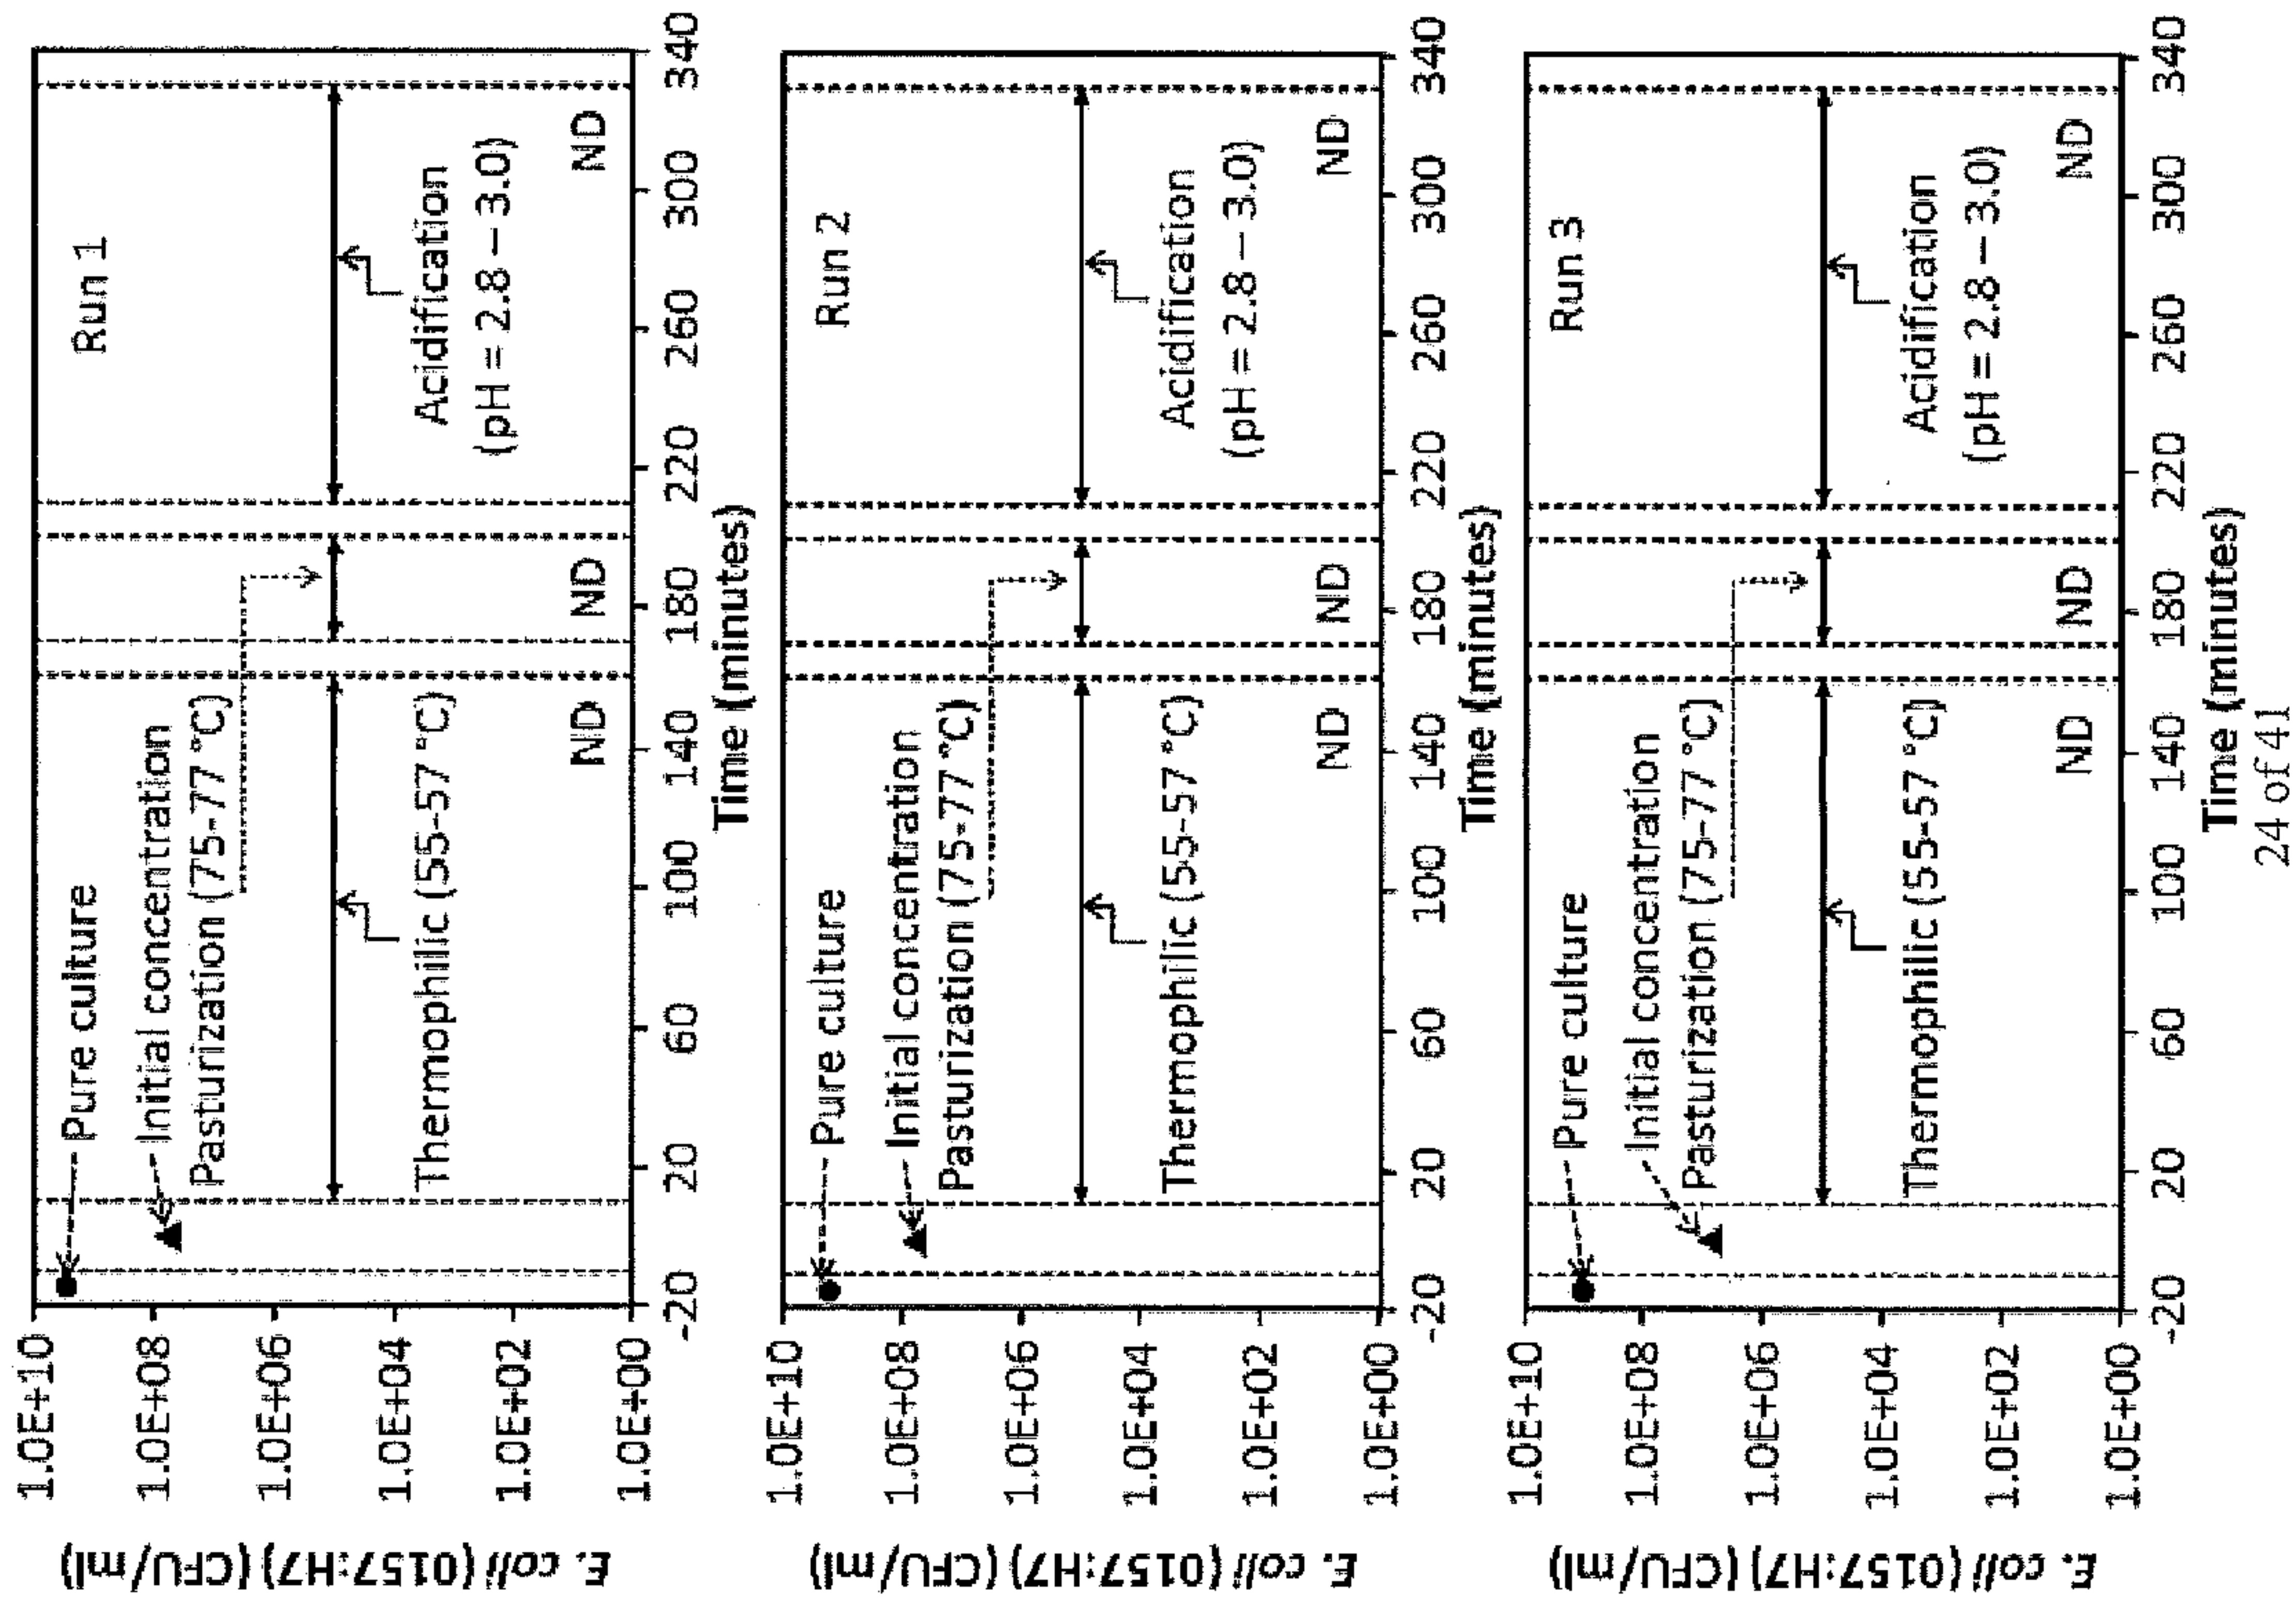 E. coli (0157:H7) (CFU/ml)
1.0E+10
1.0E+08
1.0E+06
1.0E+04
1.0E+02
1.0E+00
Run 1
Pure culture
Initial concentration
Pasturization (75-77 °C)
Thermophilic (55-57 °C)
Acidification
(pH = 2.8 – 3.0)
ND ND ND
-20 20 60 100 140 180 220 260 300 340
Time (minutes)
E. coli (0157:H7) (CFU/ml)
1.0E+10
1.0E+08
1.0E+06
1.0E+04
1.0E+02
1.0E+00
Run 2
Pure culture
Initial concentration
Pasturization (75-77 °C)
Thermophilic (55-57 °C)
Acidification
(pH = 2.8 – 3.0)
ND ND ND
-20 20 60 100 140 180 220 260 300 340
Time (minutes)
E. coli (0157:H7) (CFU/ml)
1.0E+10
1.0E+08
1.0E+06
1.0E+04
1.0E+02
1.0E+00
Run 3
Pure culture
Initial concentration
Pasturization (75-77 °C)
Thermophilic (55-57 °C)
Acidification
(pH = 2.8 – 3.0)
ND ND ND
-20 20 60 100 140 180 220 260 300 340
Time (minutes)
24 of 41